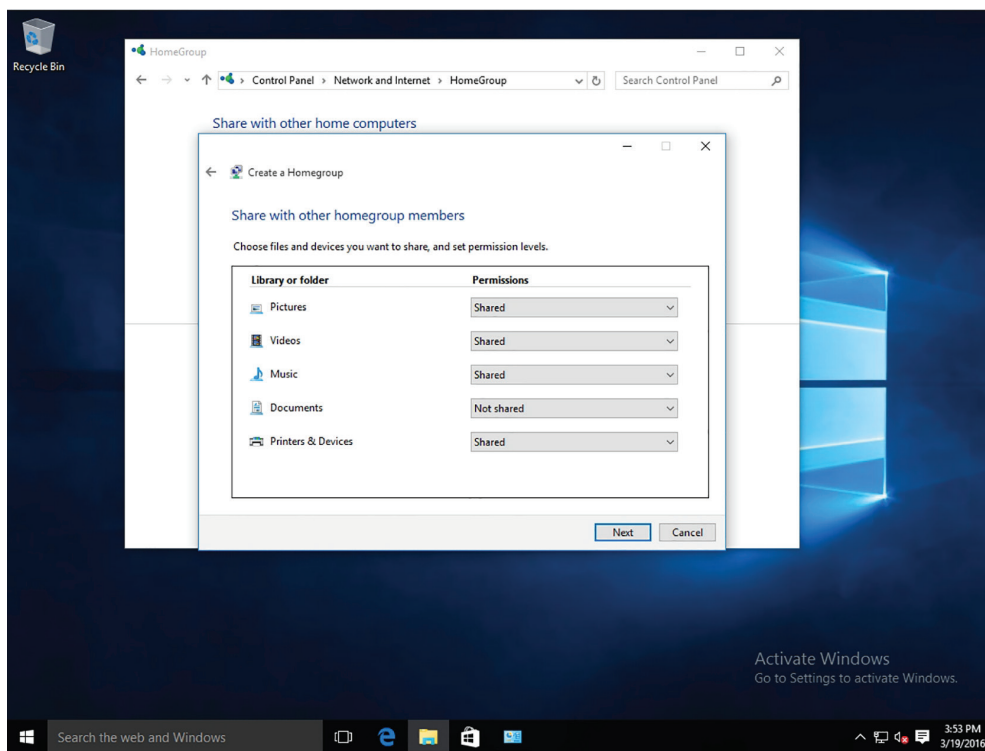 Recycle Bin
HomeGroup
Control Panel › Network and Internet › HomeGroup
Search Control Panel
Share with other home computers
Create a Homegroup
Share with other homegroup members
Choose files and devices you want to share, and set permission levels.
Library or folder Permissions
Pictures Shared
Videos Shared
Music Shared
Documents Not shared
Printers & Devices Shared
Next Cancel
Activate Windows
Go to Settings to activate Windows.
Search the web and Windows
3:53 PM
3/19/2016